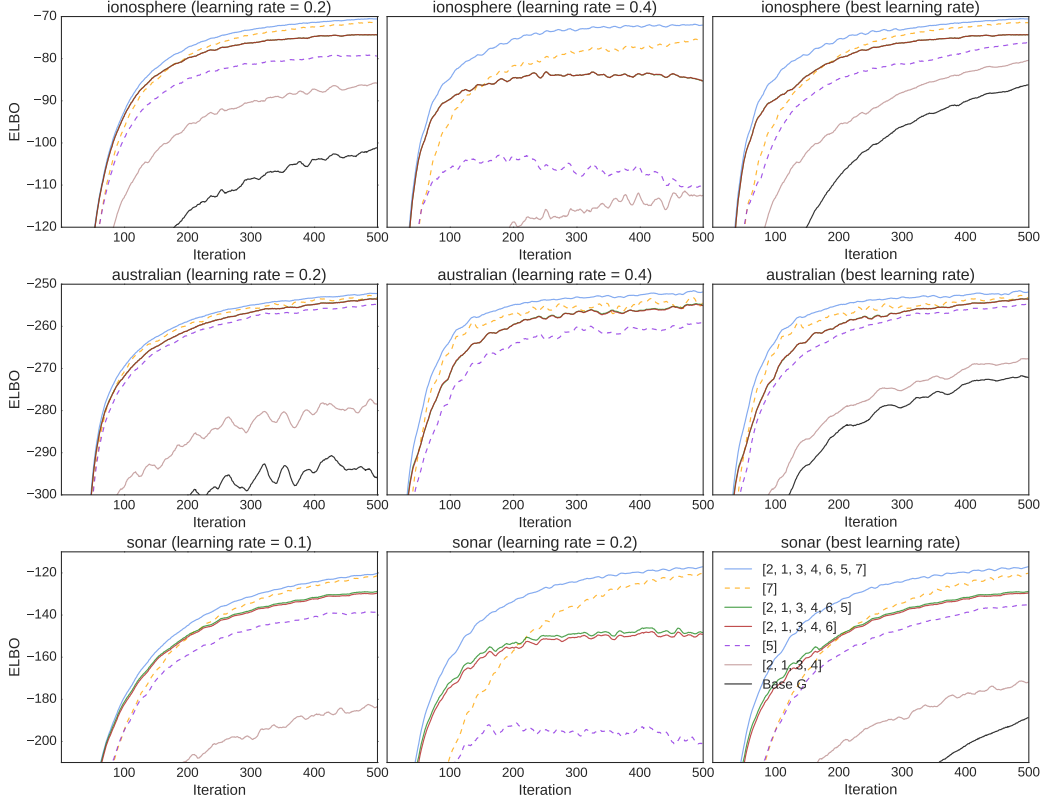 ionosphere (learning rate = 0.2)
ionosphere (learning rate = 0.4)
ionosphere (best learning rate)
ELBO
−70
−80
−90
−100
−110
−120
100 200 300 400 500
100 200 300 400 500
100 200 300 400 500
Iteration
Iteration
Iteration
australian (learning rate = 0.2)
australian (learning rate = 0.4)
australian (best learning rate)
ELBO
−250
−260
−270
−280
−290
−300
100 200 300 400 500
100 200 300 400 500
100 200 300 400 500
Iteration
Iteration
Iteration
sonar (learning rate = 0.1)
sonar (learning rate = 0.2)
sonar (best learning rate)
ELBO
−120
−140
−160
−180
−200
[2, 1, 3, 4, 6, 5, 7]
[7]
[2, 1, 3, 4, 6, 5]
[2, 1, 3, 4, 6]
[5]
[2, 1, 3, 4]
Base G
100 200 300 400 500
100 200 300 400 500
100 200 300 400 500
Iteration
Iteration
Iteration